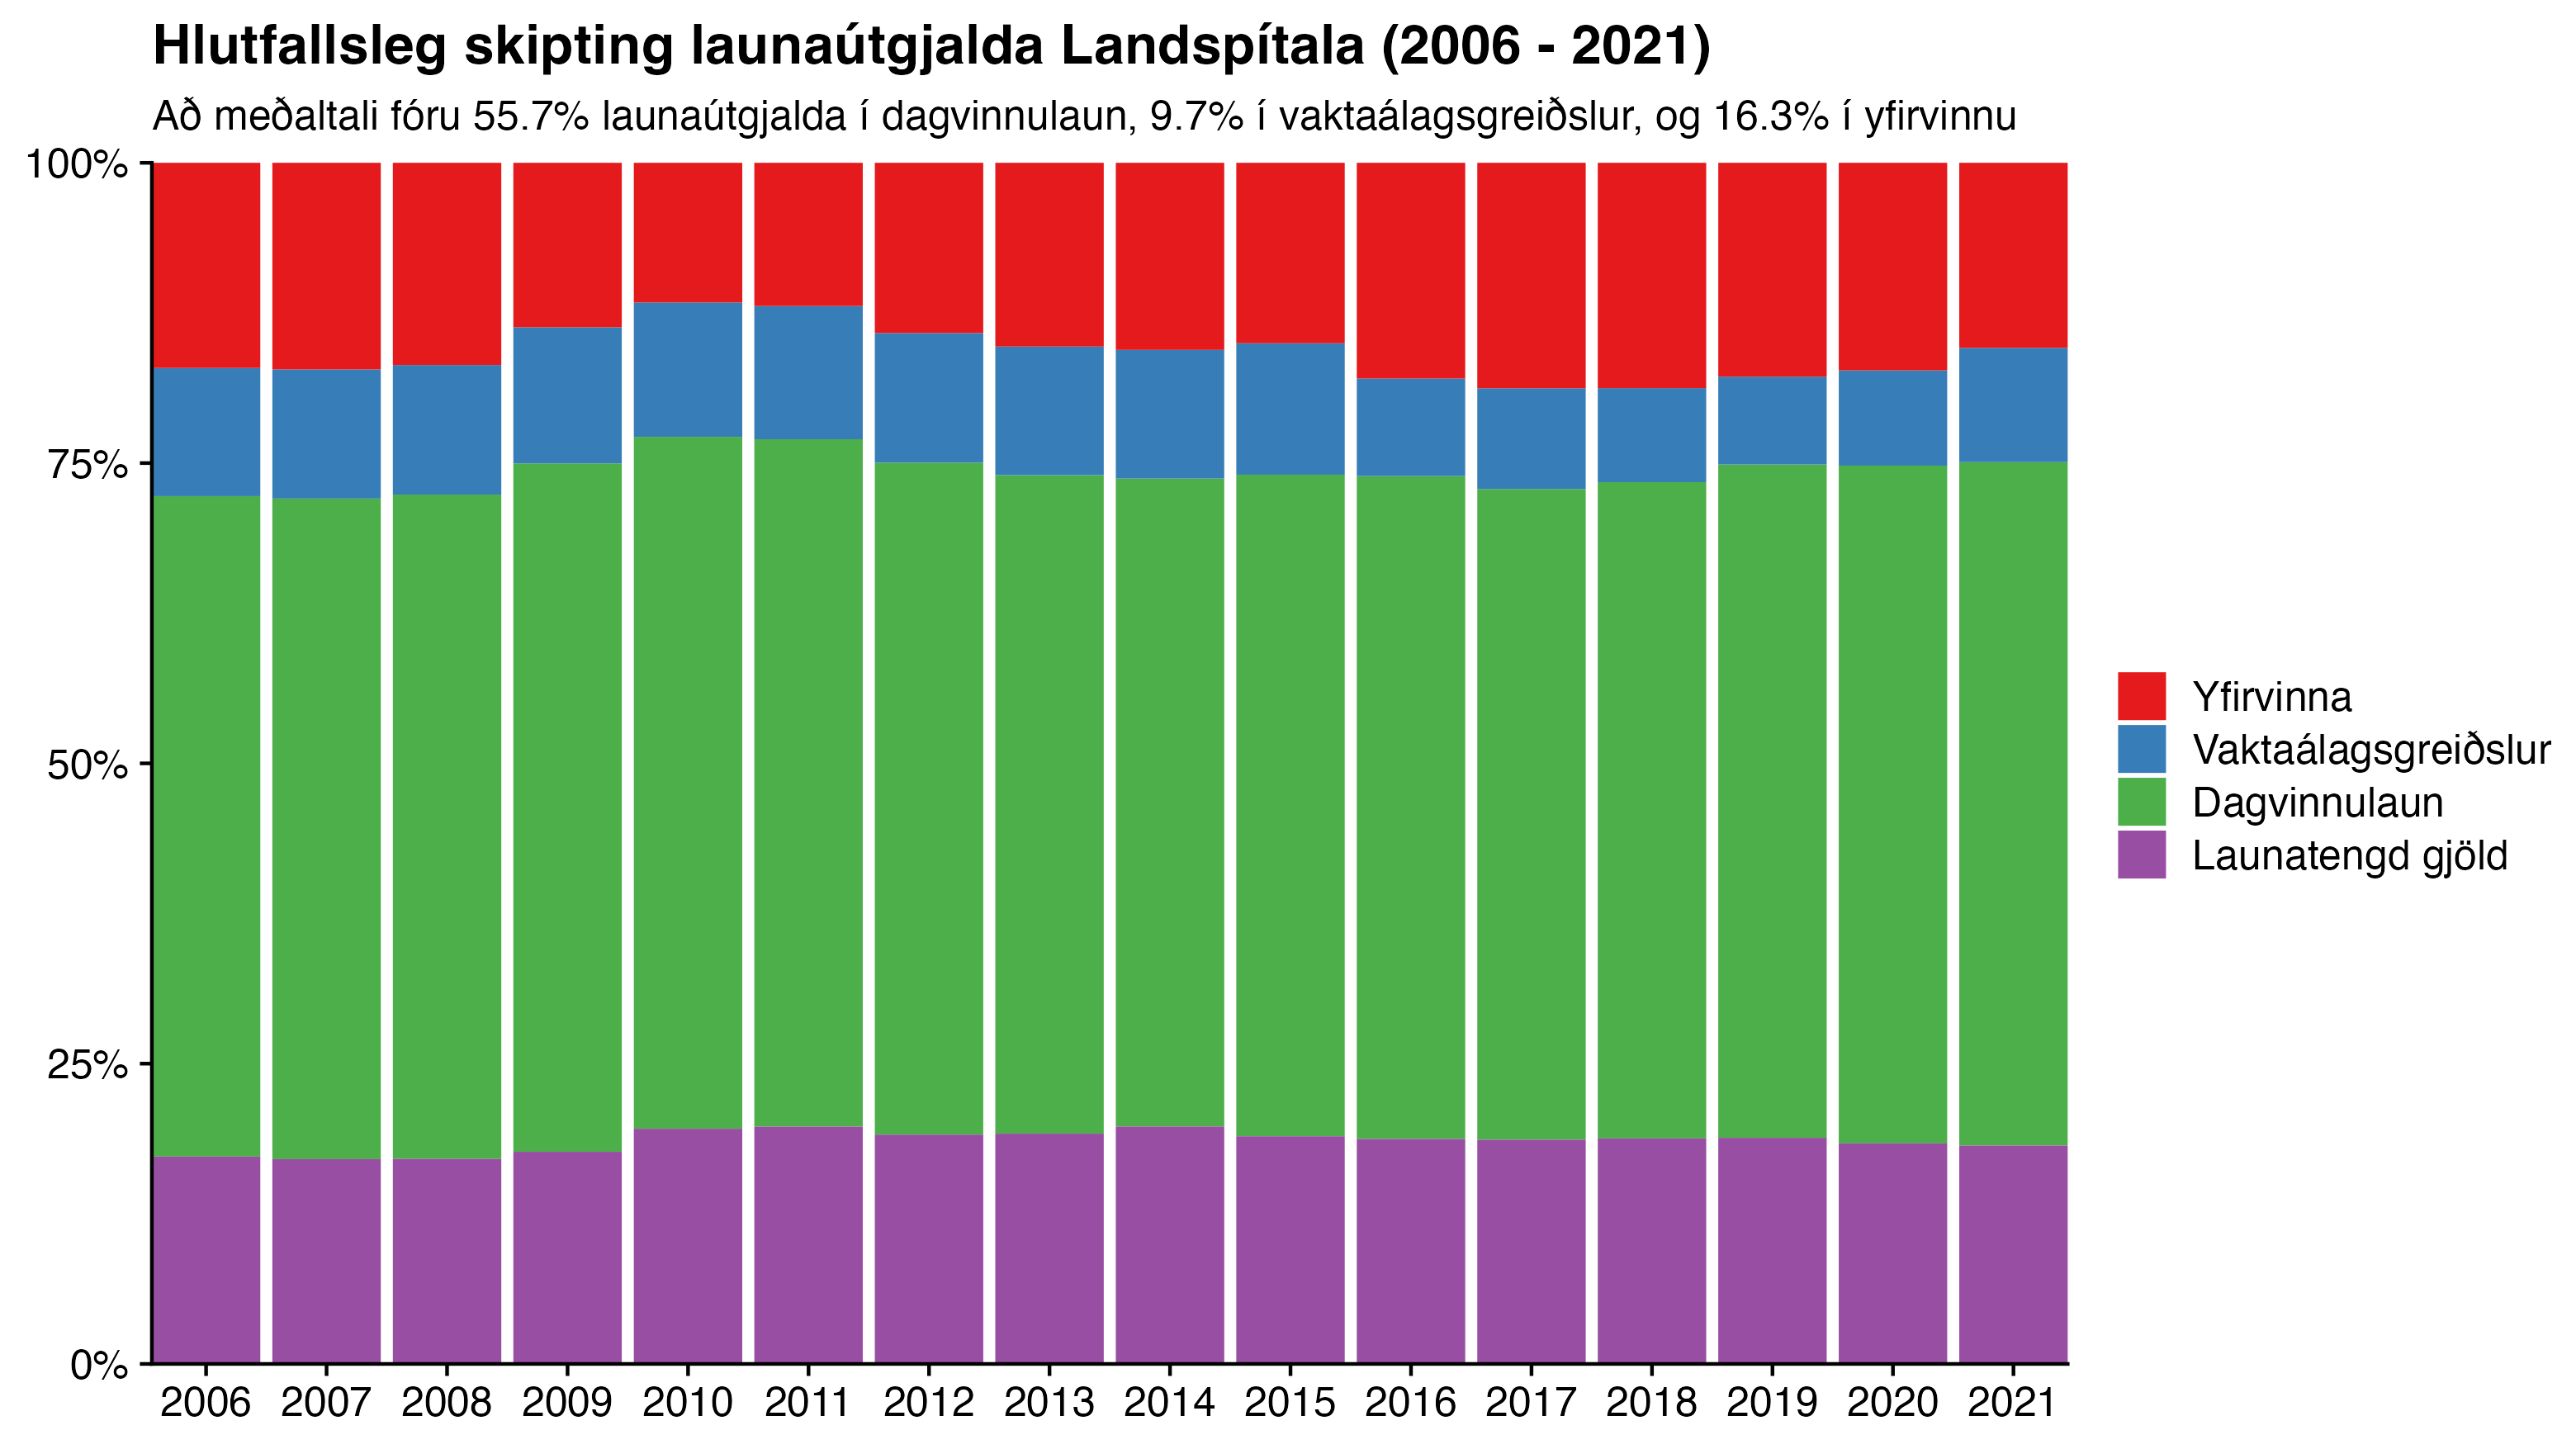 Hlutfallsleg skipting launaútgjalda Landspítala (2006 - 2021)
Að meðaltali fóru 55.7% launaútgjalda í dagvinnulaun, 9.7% í vaktaálagsgreiðslur, og 16.3% í yfirvinnu
100%
75%
50%
25%
0%
2006 2007 2008 2009 2010 2011 2012 2013 2014 2015 2016 2017 2018 2019 2020 2021
Yfirvinna
Vaktaálagsgreiðslur
Dagvinnulaun
Launatengd gjöld